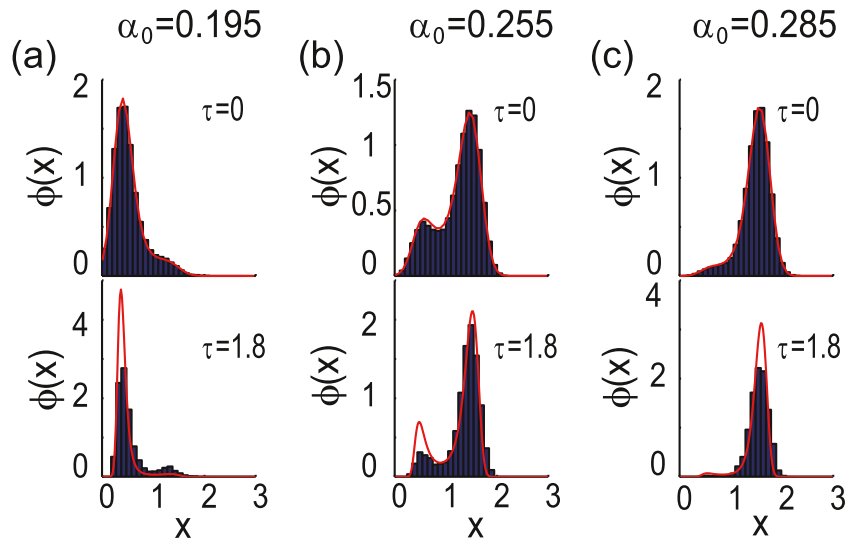 α₀=0.195
α₀=0.255
α₀=0.285
(a)
(b)
(c)
2
1
0
ϕ(x)
τ=0
1.5
1
0.5
0
ϕ(x)
τ=0
2
1
0
ϕ(x)
τ=0
4
2
0
ϕ(x)
τ=1.8
0 1 2 3
x
2
1
0
ϕ(x)
τ=1.8
0 1 2 3
x
4
2
0
ϕ(x)
τ=1.8
0 1 2 3
x